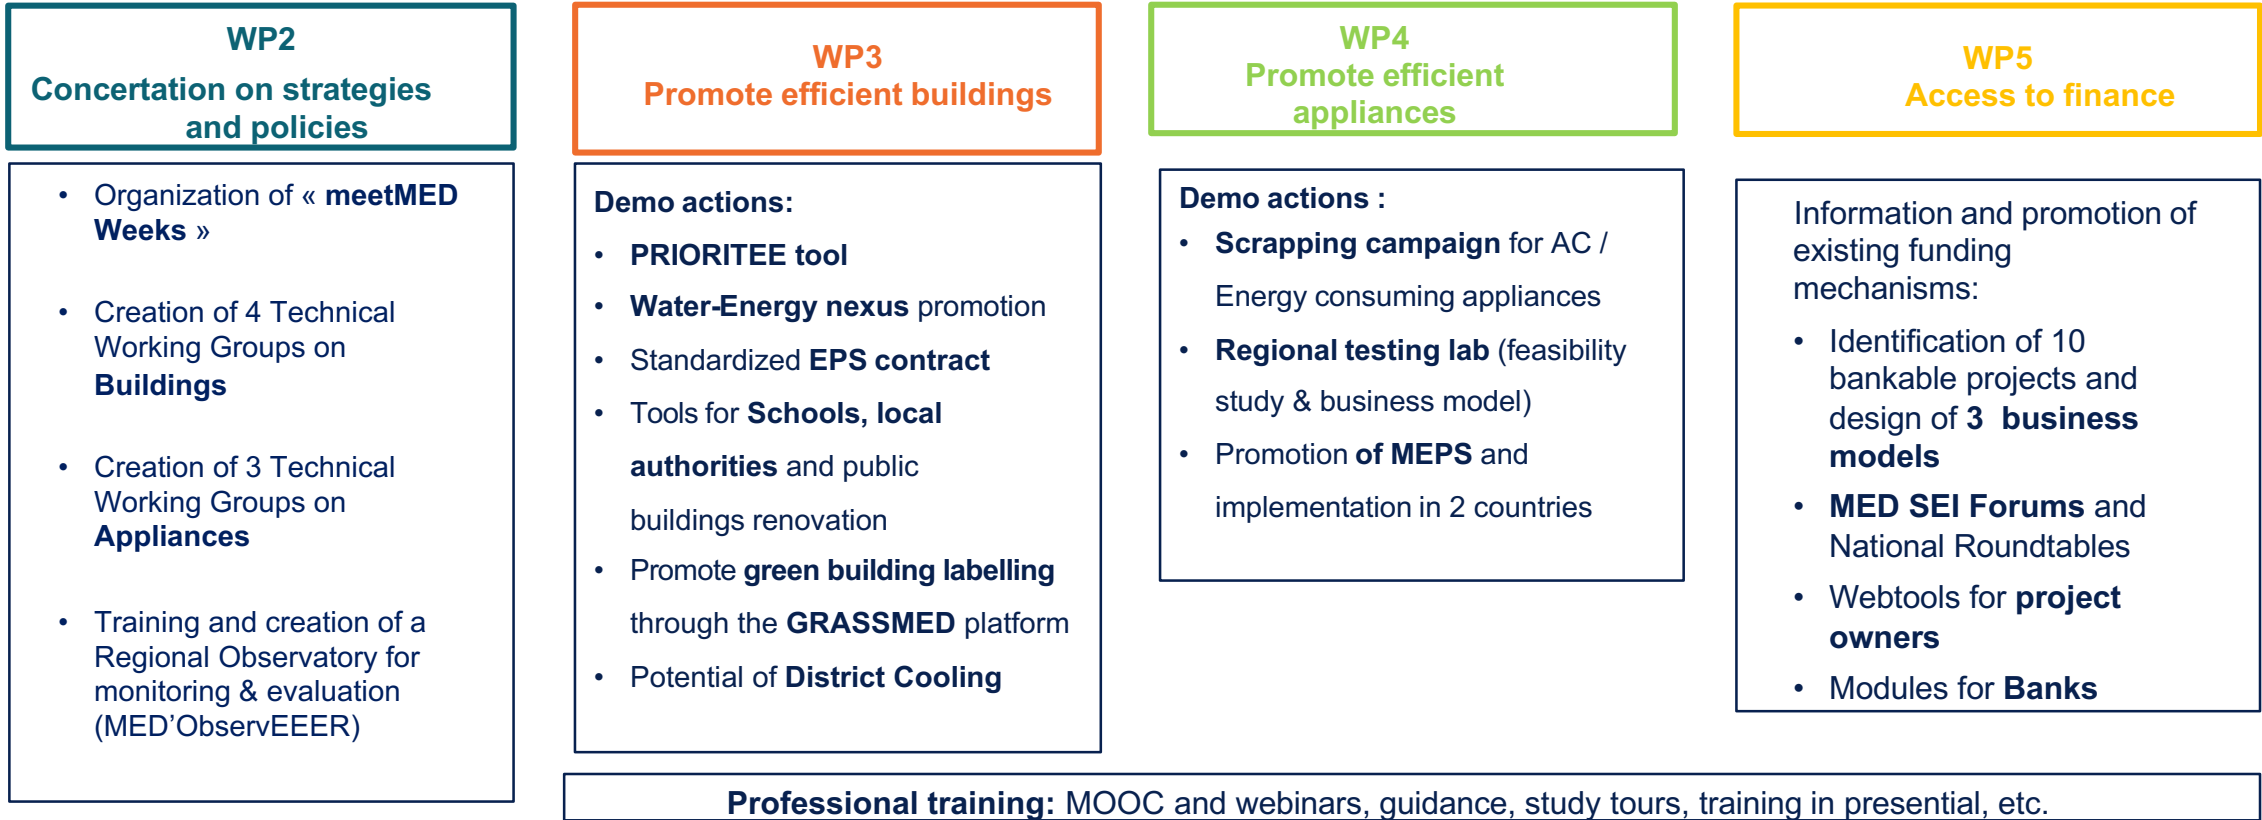 WP2
Concertation on strategies
and policies
• Organization of « meetMED
Weeks »
• Creation of 4 Technical
Working Groups on
Buildings
• Creation of 3 Technical
Working Groups on
Appliances
• Training and creation of a
Regional Observatory for
monitoring & evaluation
(MED’ObservEEER)
WP3
Promote efficient buildings
Demo actions:
• PRIORITEE tool
• Water-Energy nexus promotion
• Standardized EPS contract
• Tools for Schools, local
authorities and public
buildings renovation
• Promote green building labelling
through the GRASSMED platform
• Potential of District Cooling
WP4
Promote efficient
appliances
Demo actions :
• Scrapping campaign for AC /
Energy consuming appliances
• Regional testing lab (feasibility
study & business model)
• Promotion of MEPS and
implementation in 2 countries
WP5
Access to finance
Information and promotion of
existing funding
mechanisms:
• Identification of 10
bankable projects and
design of 3 business
models
• MED SEI Forums and
National Roundtables
• Webtools for project
owners
• Modules for Banks
Professional training: MOOC and webinars, guidance, study tours, training in presential, etc.